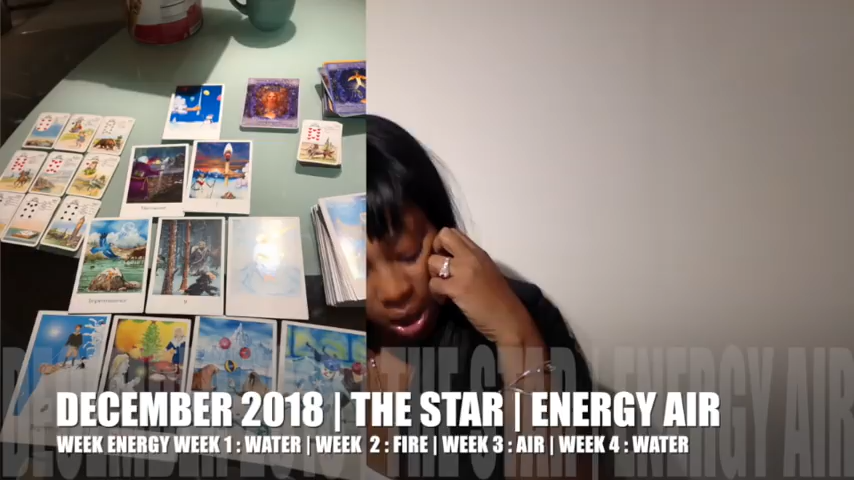 DECEMBER 2018 | THE STAR | ENERGY AIR
WEEK ENERGY WEEK 1 : WATER | WEEK 2 : FIRE | WEEK 3 : AIR | WEEK 4 : WATER